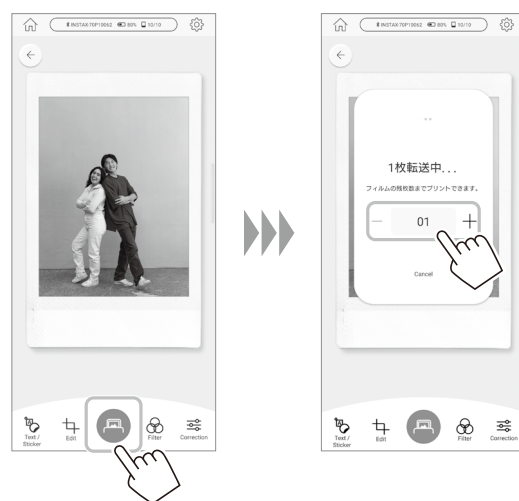 INSTAX-70P19062 80% 10/10
Text /
Sticker
Edit
Filter
Correction
INSTAX-70P19062 80% 10/10
1枚転送中...
フィルムの残枚数までプリントできます。
— 01 +
Cancel
Text /
Sticker
Edit
Filter
Correction